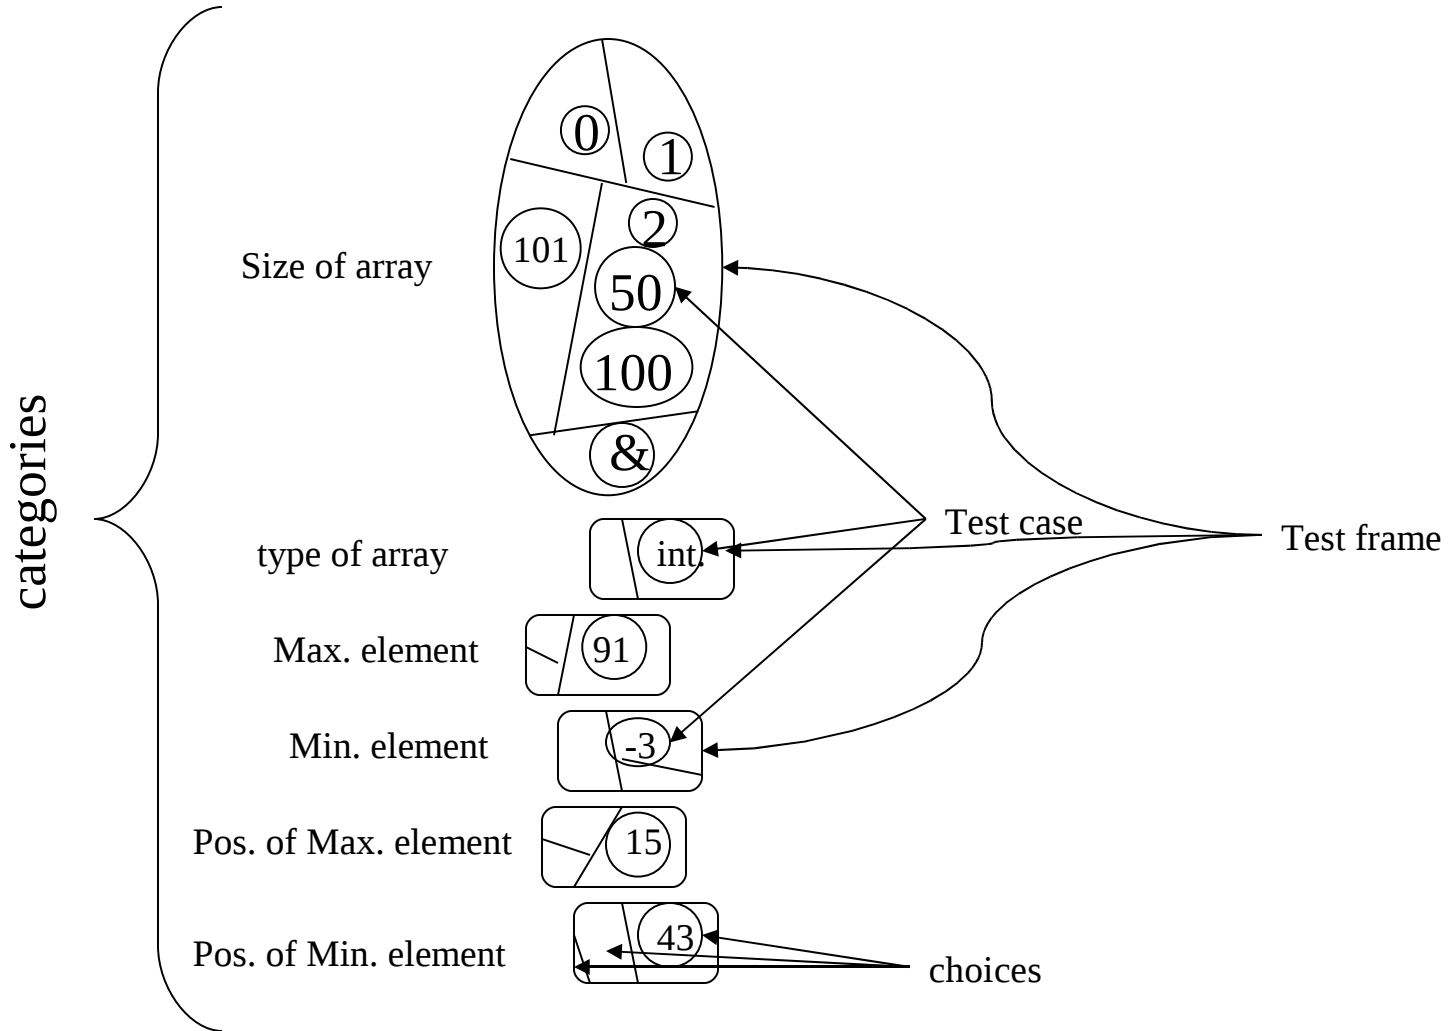 categories
Size of array
0
1
101
2
50
100
&
type of array
int.
Test case
Test frame
Max. element
91
Min. element
-3
Pos. of Max. element
15
Pos. of Min. element
43
choices